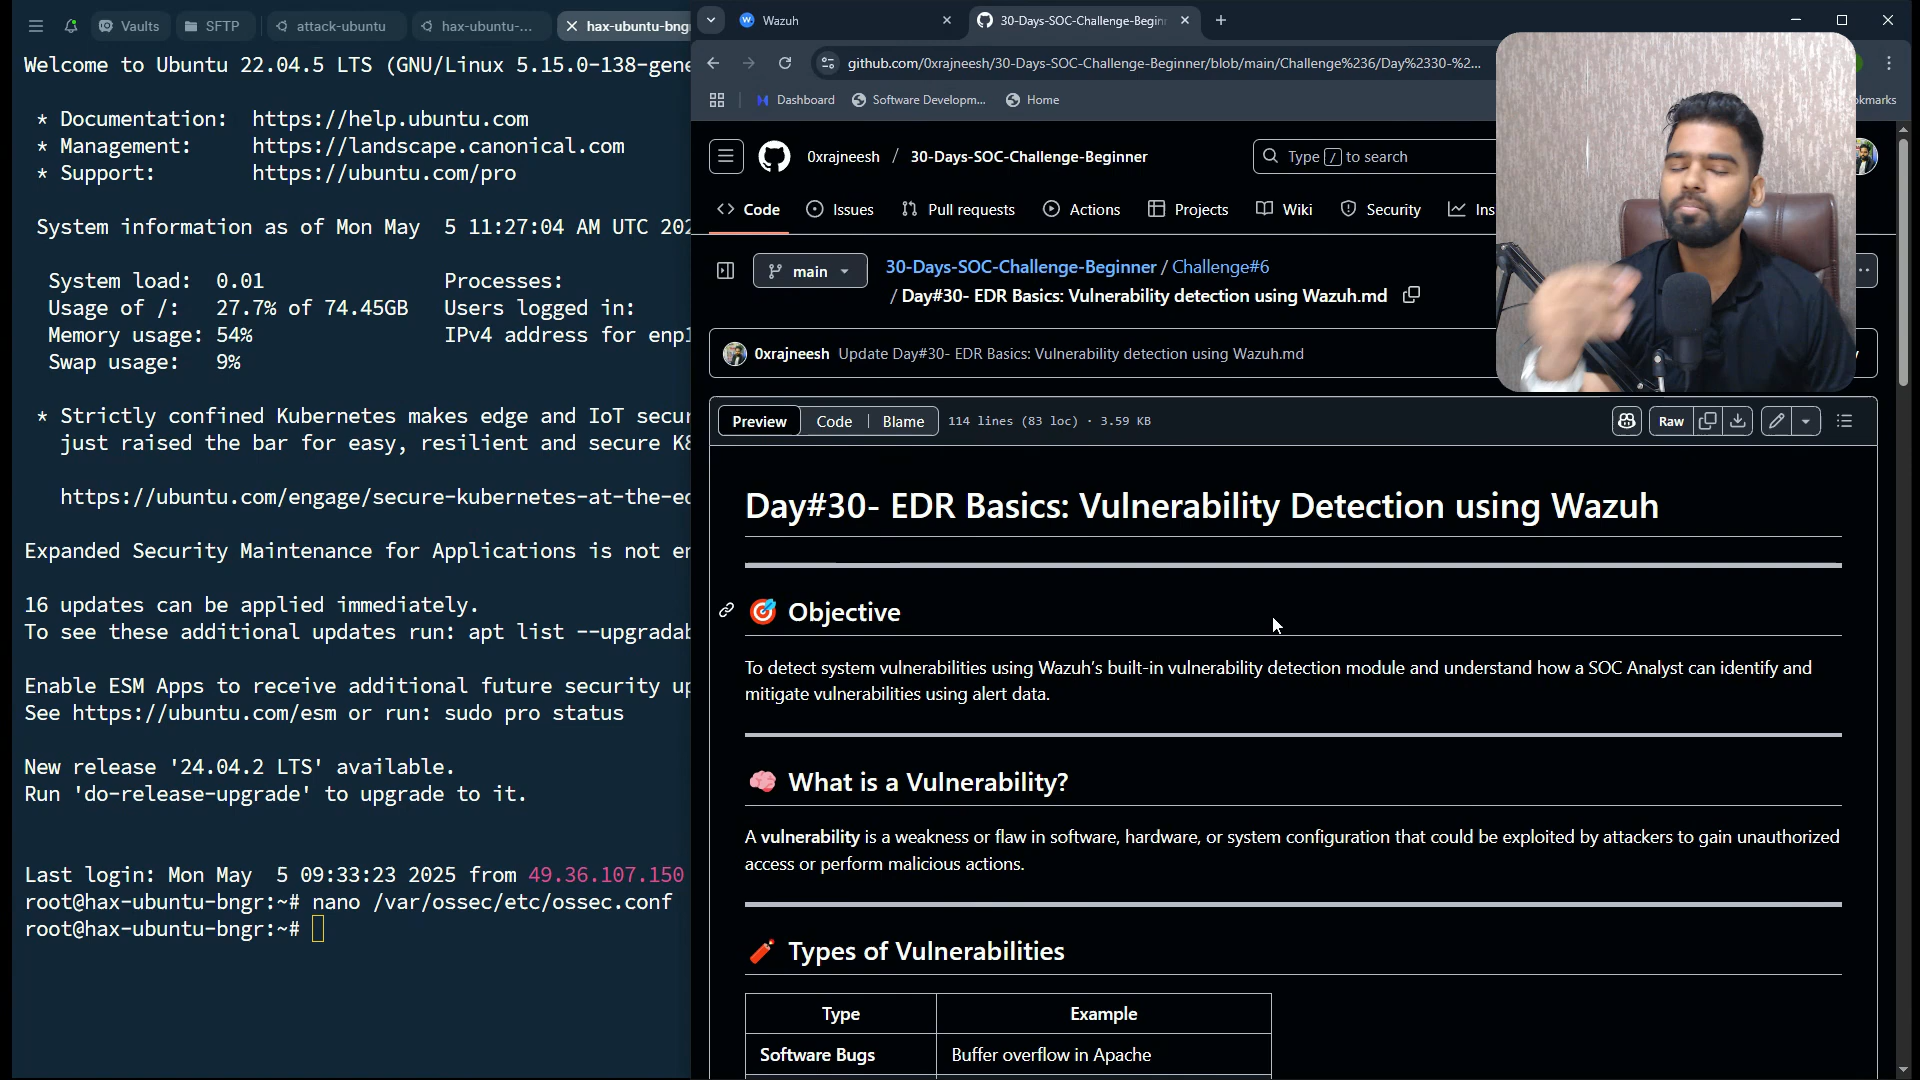 Vaults
SFTP
attack-ubuntu
hax-ubuntu-...
hax-ubuntu-bngr
Welcome to Ubuntu 22.04.5 LTS (GNU/Linux 5.15.0-138-gene
* Documentation: https://help.ubuntu.com
* Management: https://landscape.canonical.com
* Support: https://ubuntu.com/pro
System information as of Mon May 5 11:27:04 AM UTC 202
System load: 0.01 Processes:
Usage of /: 27.7% of 74.45GB Users logged in:
Memory usage: 54% IPv4 address for enp1
Swap usage: 9%
* Strictly confined Kubernetes makes edge and IoT secur
just raised the bar for easy, resilient and secure K8
https://ubuntu.com/engage/secure-kubernetes-at-the-ed
Expanded Security Maintenance for Applications is not en
16 updates can be applied immediately.
To see these additional updates run: apt list --upgradab
Enable ESM Apps to receive additional future security up
See https://ubuntu.com/esm or run: sudo pro status
New release '24.04.2 LTS' available.
Run 'do-release-upgrade' to upgrade to it.
Last login: Mon May 5 09:33:23 2025 from 49.36.107.150
root@hax-ubuntu-bngr:~# nano /var/ossec/etc/ossec.conf
root@hax-ubuntu-bngr:~#
Wazuh
30-Days-SOC-Challenge-Beginn
github.com/0xrajneesh/30-Days-SOC-Challenge-Beginner/blob/main/Challenge%236/Day%2330-%2...
Dashboard
Software Developm...
Home
kmarks
0xrajneesh / 30-Days-SOC-Challenge-Beginner
Type / to search
Code
Issues
Pull requests
Actions
Projects
Wiki
Security
Ins
main
30-Days-SOC-Challenge-Beginner / Challenge#6
/ Day#30- EDR Basics: Vulnerability detection using Wazuh.md
0xrajneesh Update Day#30- EDR Basics: Vulnerability detection using Wazuh.md
Preview
Code
Blame
114 lines (83 loc) · 3.59 KB
Raw
Day#30- EDR Basics: Vulnerability Detection using Wazuh
Objective
To detect system vulnerabilities using Wazuh's built-in vulnerability detection module and understand how a SOC Analyst can identify and
mitigate vulnerabilities using alert data.
What is a Vulnerability?
A vulnerability is a weakness or flaw in software, hardware, or system configuration that could be exploited by attackers to gain unauthorized
access or perform malicious actions.
Types of Vulnerabilities
Type Example
Software Bugs Buffer overflow in Apache